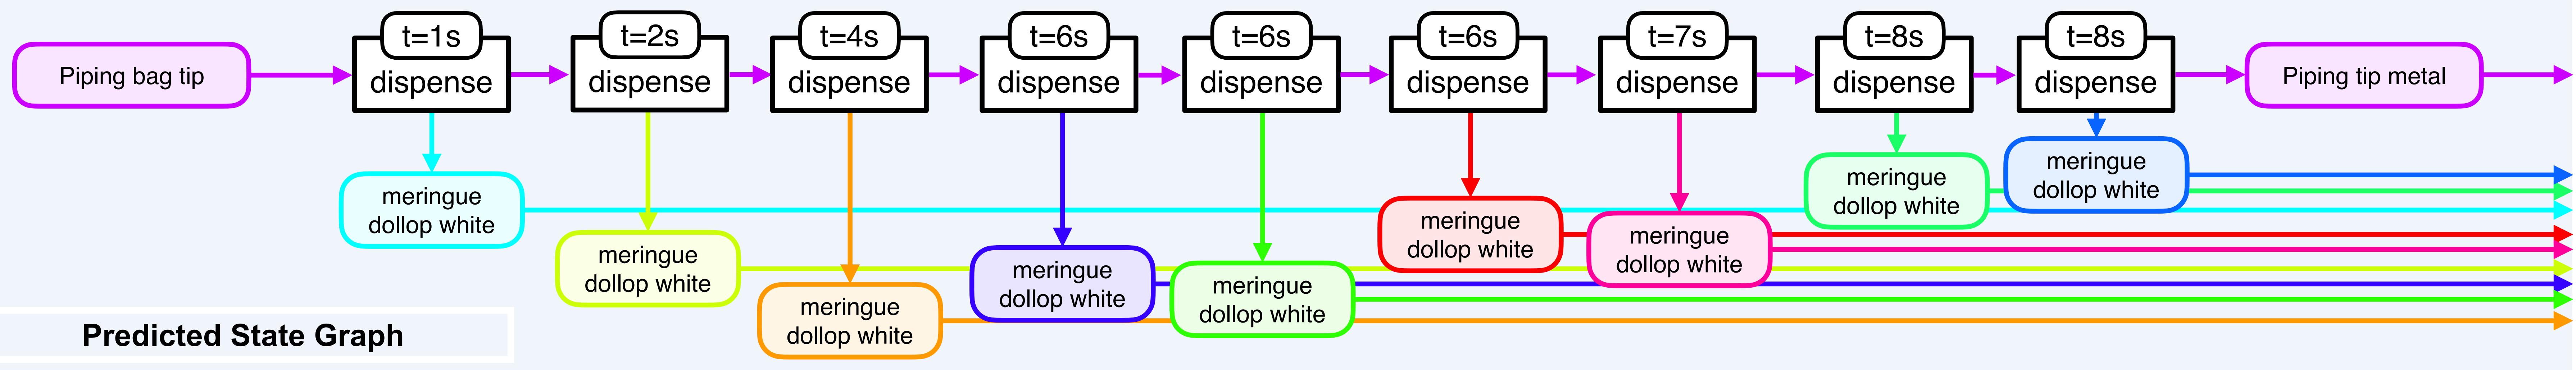 t=1s
t=2s
t=4s
t=6s
t=6s
t=6s
t=7s
t=8s
t=8s
Piping bag tip
dispense
dispense
dispense
dispense
dispense
dispense
dispense
dispense
dispense
Piping tip metal
meringue
dollop white
meringue
dollop white
meringue
dollop white
meringue
dollop white
meringue
dollop white
meringue
dollop white
meringue
dollop white
meringue
dollop white
meringue
dollop white
Predicted State Graph